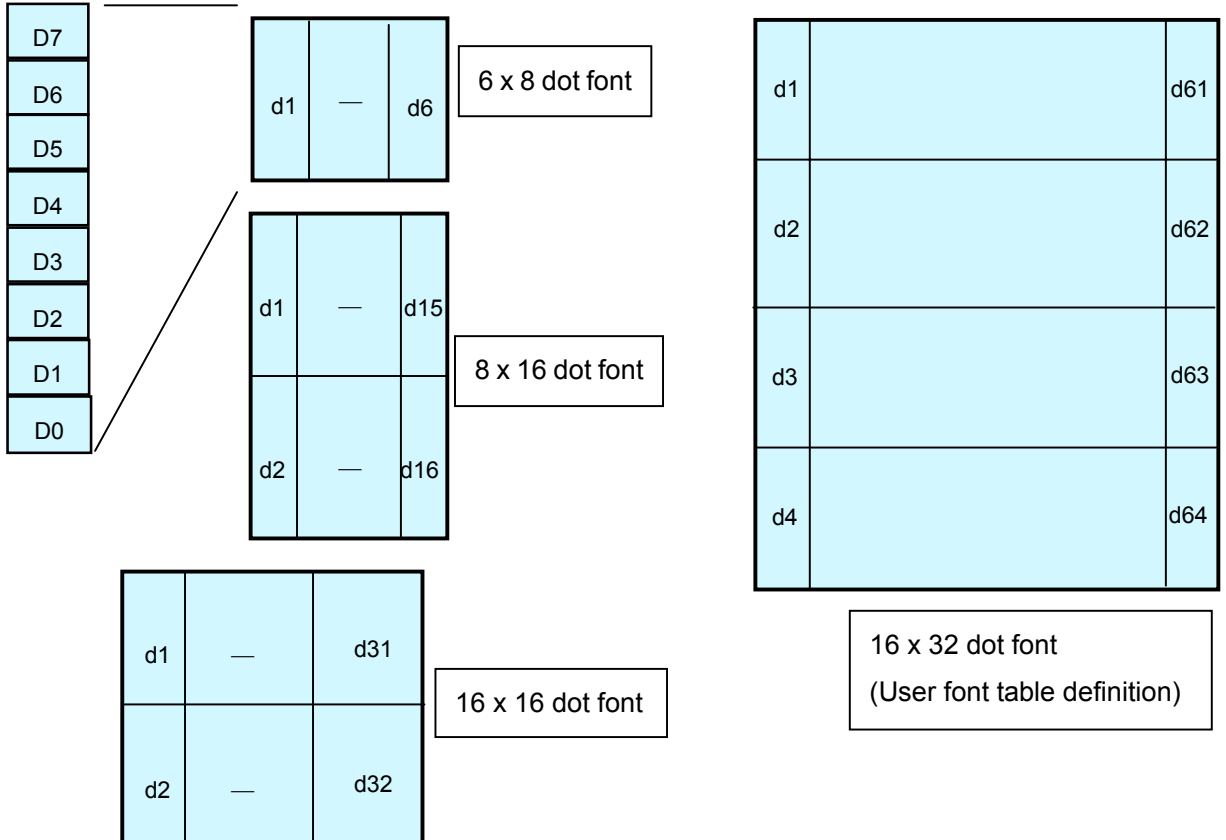 D7
D6
D5
D4
D3
D2
D1
D0
d1 — d6
6 x 8 dot font
d1 — d15
d2 — d16
8 x 16 dot font
d1 — d31
d2 — d32
16 x 16 dot font
d1 d61
d2 d62
d3 d63
d4 d64
16 x 32 dot font
(User font table definition)